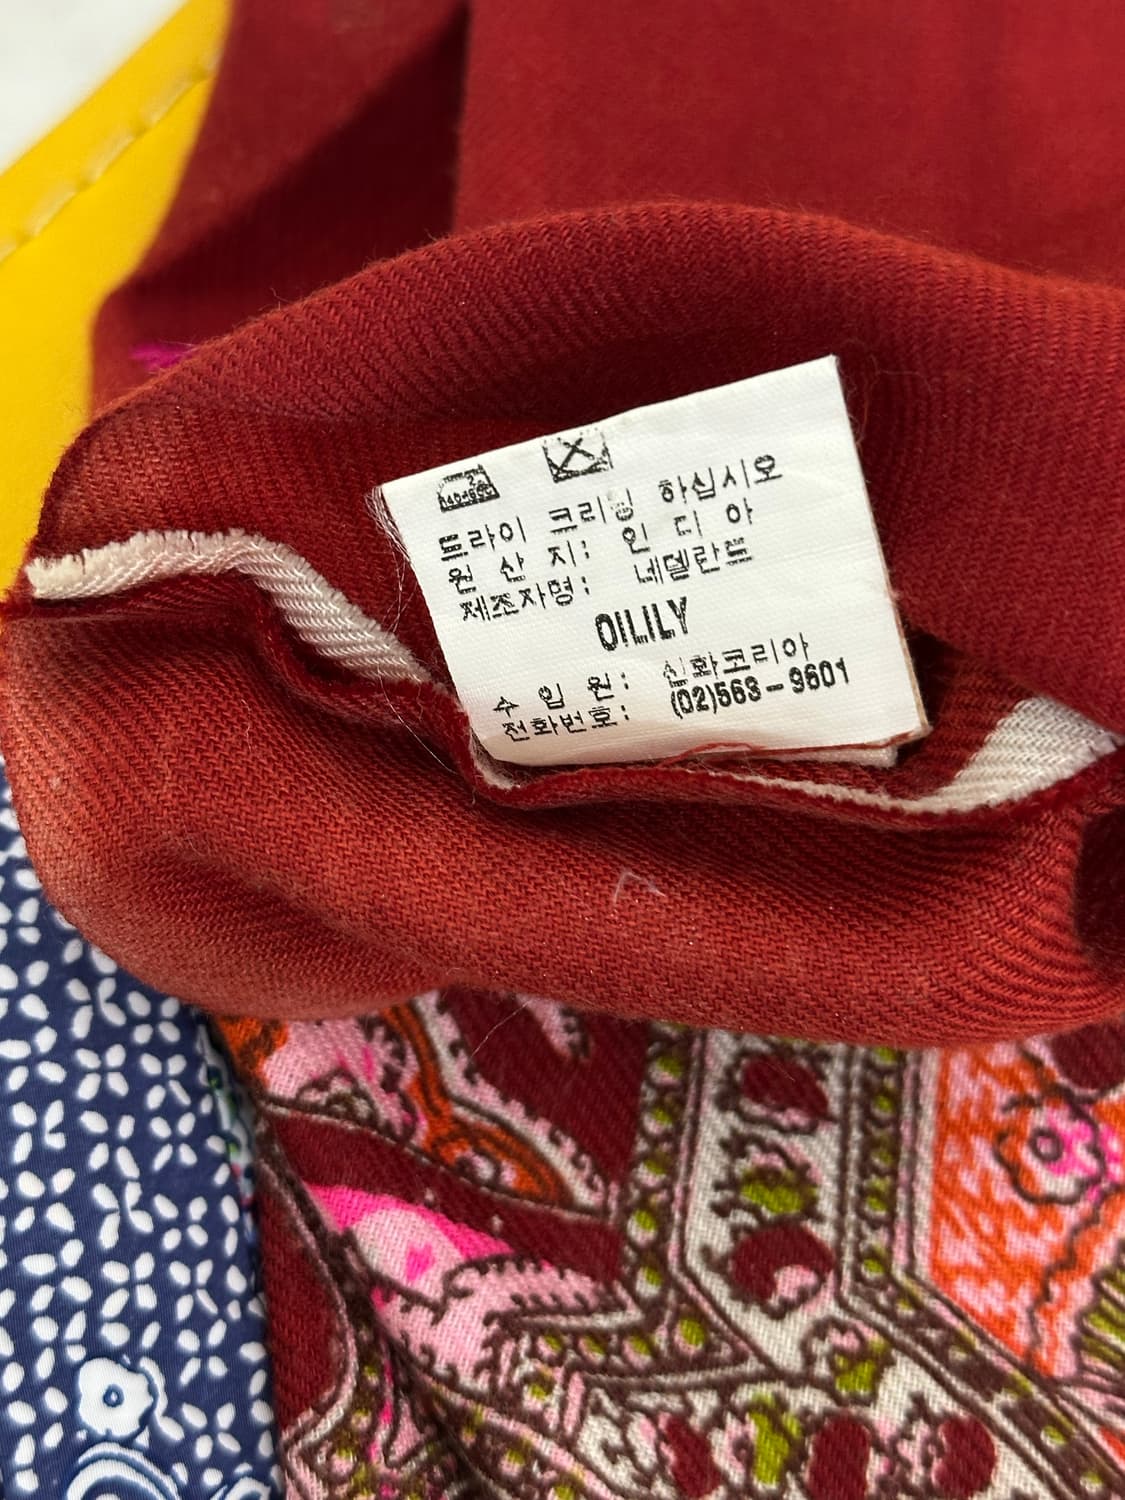 드라이 크리닝 하십시오
원 산 지: 인 디 아
제조자명: 네델란드
OILILY
수 입 원: 신화코리아
전화번호: (02)563-9601